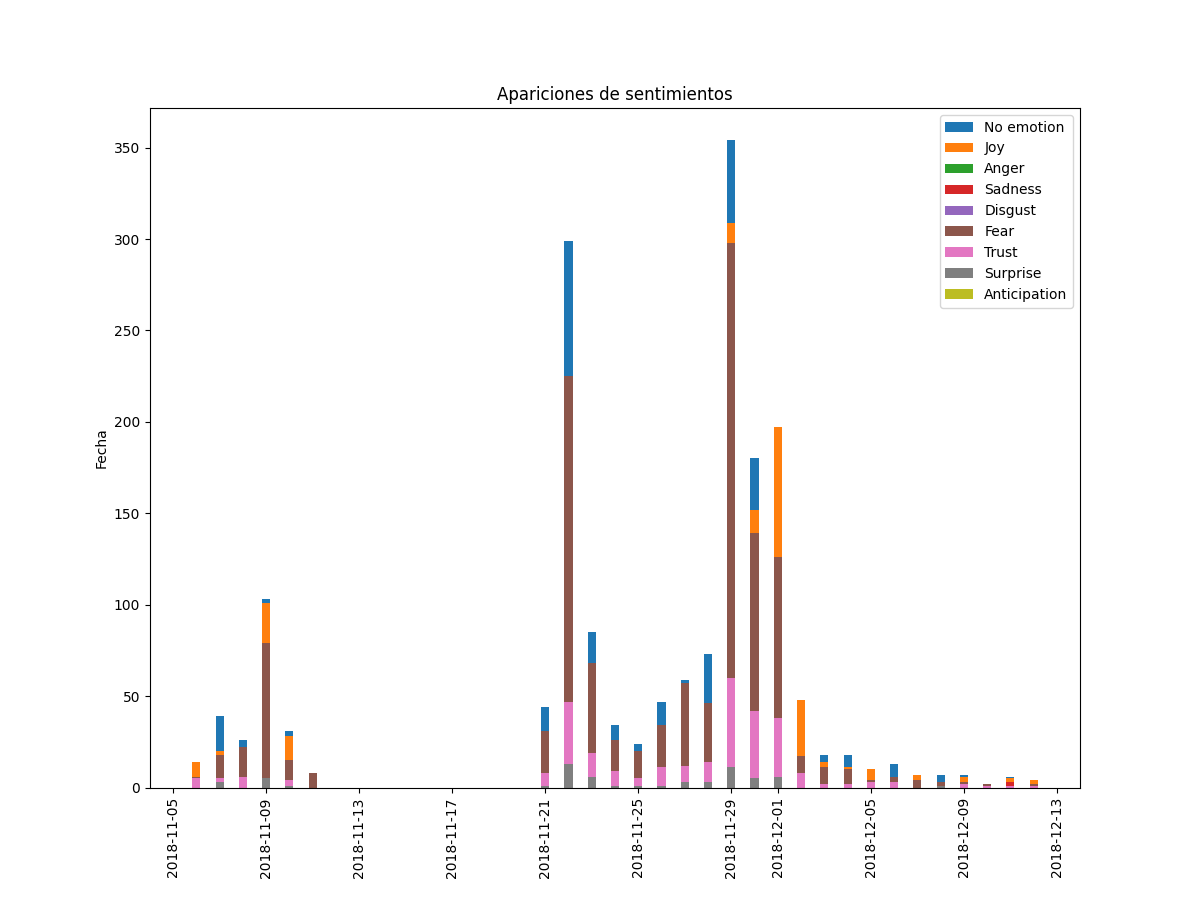 Apariciones de sentimientos
No emotion
Joy
Anger
Sadness
Disgust
Fear
Trust
Surprise
Anticipation
350
300
250
200
150
100
50
0
Fecha
2018-11-05
2018-11-09
2018-11-13
2018-11-17
2018-11-21
2018-11-25
2018-11-29
2018-12-01
2018-12-05
2018-12-09
2018-12-13